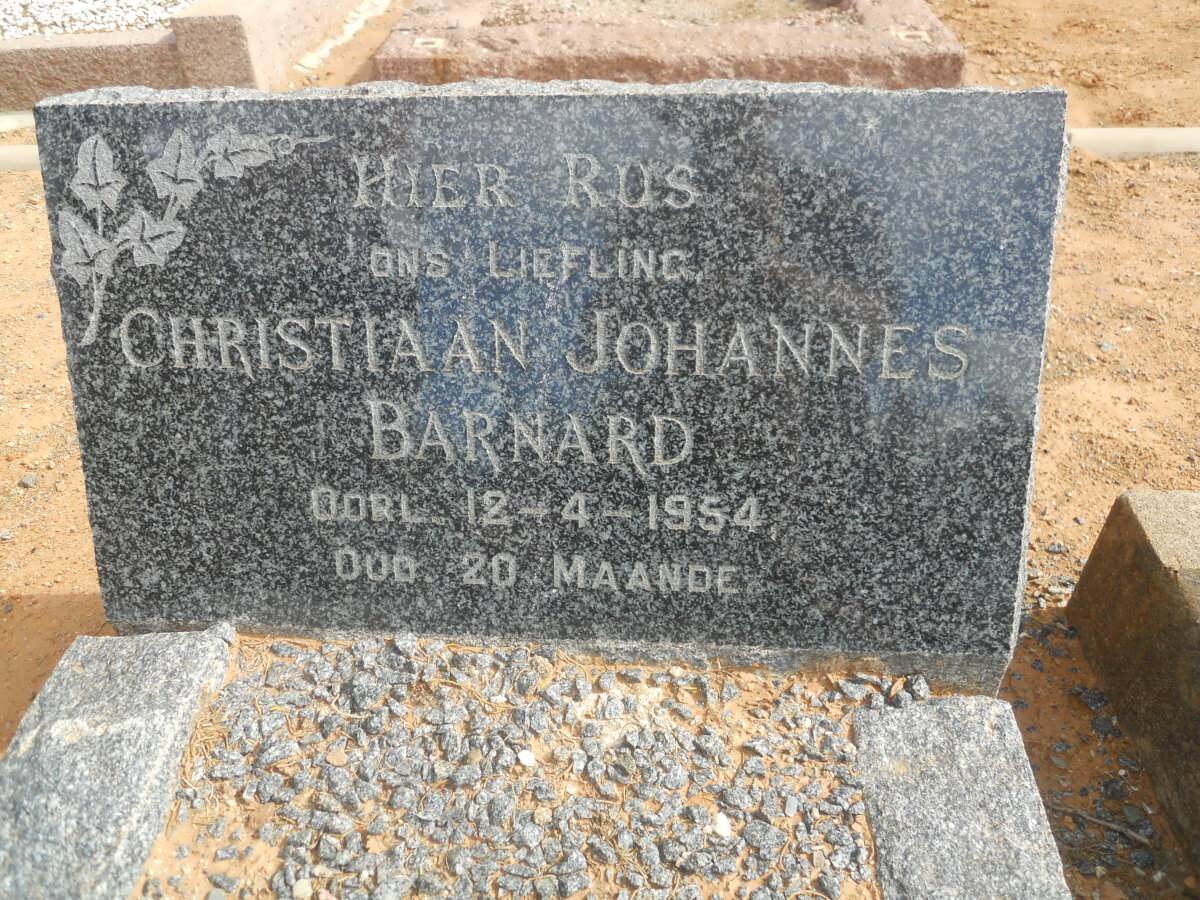 HIER RUS
ONS LIEFLING
CHRISTIAAN JOHANNES
BARNARD
OORL. 12-4-1954
OUD 20 MAANDE.